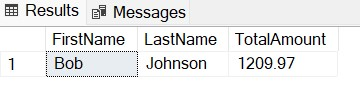 Results Messages
FirstName LastName TotalAmount
1 Bob Johnson 1209.97